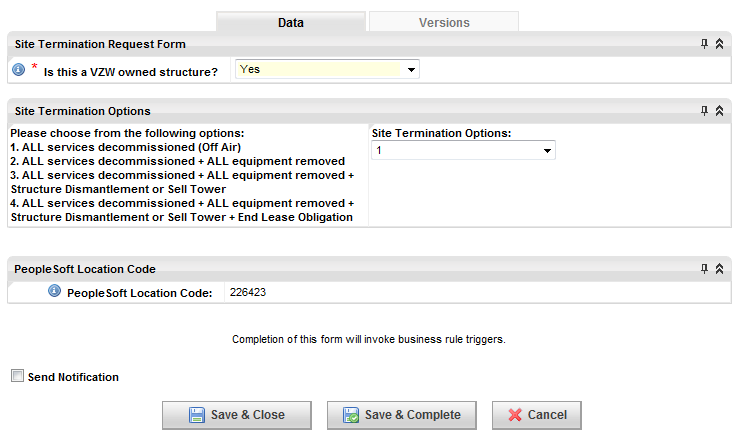 Data
Versions
Site Termination Request Form
* Is this a VZW owned structure? Yes
Site Termination Options
Please choose from the following options:
1. ALL services decommissioned (Off Air)
2. ALL services decommissioned + ALL equipment removed
3. ALL services decommissioned + ALL equipment removed +
Structure Dismantlement or Sell Tower
4. ALL services decommissioned + ALL equipment removed +
Structure Dismantlement or Sell Tower + End Lease Obligation
Site Termination Options:
1
PeopleSoft Location Code
PeopleSoft Location Code: 226423
Completion of this form will invoke business rule triggers.
Send Notification
Save & Close
Save & Complete
Cancel